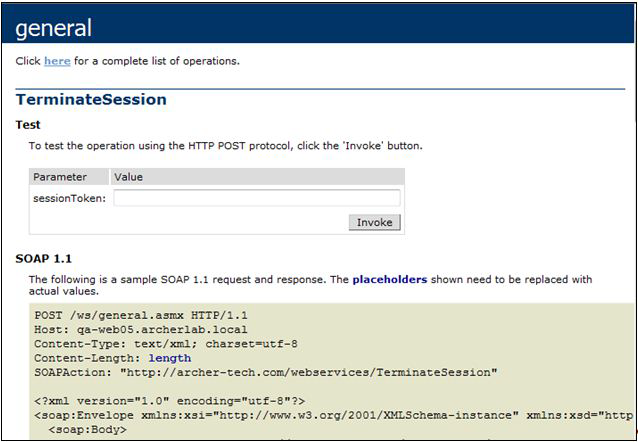 general
Click here for a complete list of operations.
TerminateSession
Test
To test the operation using the HTTP POST protocol, click the 'Invoke' button.
Parameter Value
sessionToken:
Invoke
SOAP 1.1
The following is a sample SOAP 1.1 request and response. The placeholders shown need to be replaced with
actual values.
POST /ws/general.asmx HTTP/1.1
Host: qa-web05.archerlab.local
Content-Type: text/xml; charset=utf-8
Content-Length: length
SOAPAction: "http://archer-tech.com/webservices/TerminateSession"
<?xml version="1.0" encoding="utf-8"?>
<soap:Envelope xmlns:xsi="http://www.w3.org/2001/XMLSchema-instance" xmlns:xsd="http
<soap:Body>